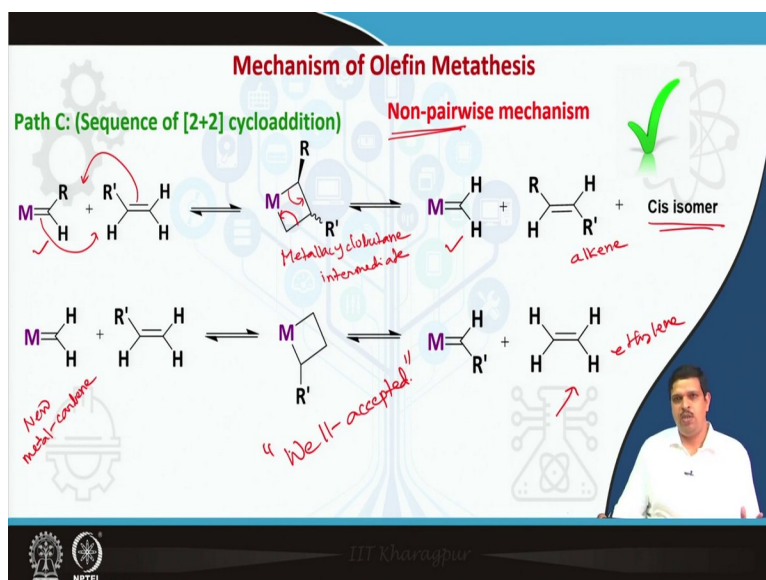 Mechanism of Olefin Metathesis
Path C: (Sequence of [2+2] cycloaddition)
Non-pairwise mechanism
M R H + R' H H H
M R R'
M H H + R H H R' + Cis isomer
Metallacyclobutane
intermediate
alkene
M H H + R' H H H
M R'
M H R' + H H H H
New
metal-carbene
"Well-accepted."
ethylene
IIT Kharagpur
NPTEL